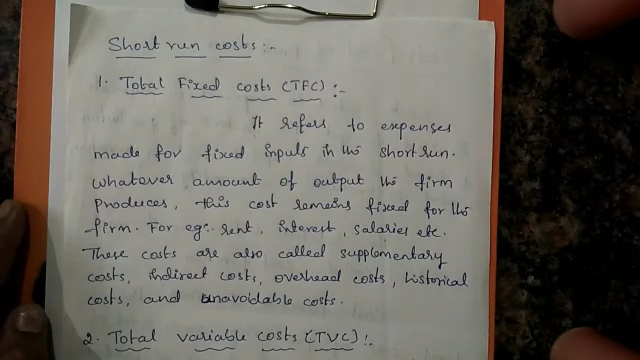 Short run costs:-
1. Total Fixed costs (TFC) :-
It refers to expenses
made for fixed inputs in the short run.
Whatever amount of output the firm
produces, this cost remains fixed for the
firm. For eg:- rent, interest, salaries etc.
These costs are also called supplementary
costs, indirect costs, overhead costs, historical
costs, and unavoidable costs.
2. Total variable costs (TVC) :-